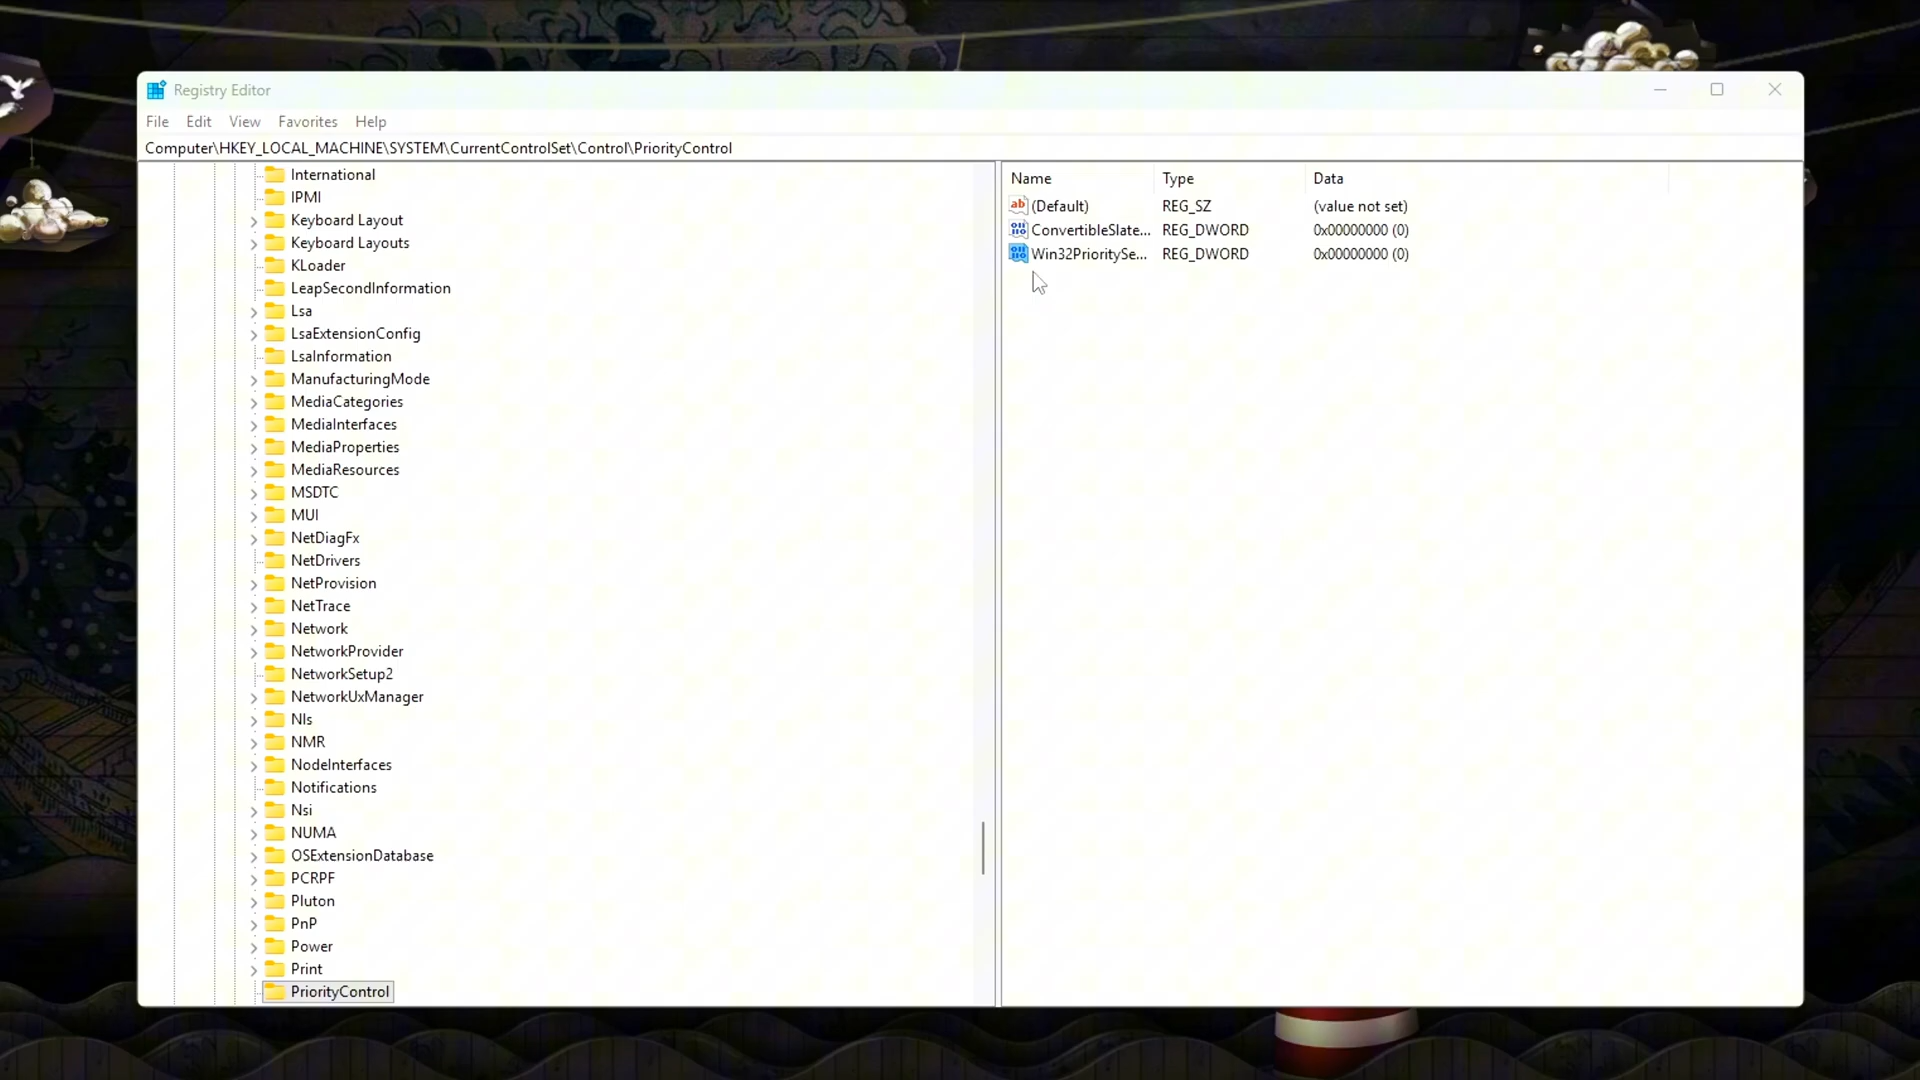 Registry Editor
File Edit View Favorites Help
Computer\HKEY_LOCAL_MACHINE\SYSTEM\CurrentControlSet\Control\PriorityControl
International
IPMI
Keyboard Layout
Keyboard Layouts
KLoader
LeapSecondInformation
Lsa
LsaExtensionConfig
LsaInformation
ManufacturingMode
MediaCategories
MediaInterfaces
MediaProperties
MediaResources
MSDTC
MUI
NetDiagFx
NetDrivers
NetProvision
NetTrace
Network
NetworkProvider
NetworkSetup2
NetworkUxManager
Nls
NMR
NodeInterfaces
Notifications
Nsi
NUMA
OSExtensionDatabase
PCRPF
Pluton
PnP
Power
Print
PriorityControl
Name Type Data
(Default) REG_SZ (value not set)
ConvertibleSlate... REG_DWORD 0x00000000 (0)
Win32PrioritySe... REG_DWORD 0x00000000 (0)